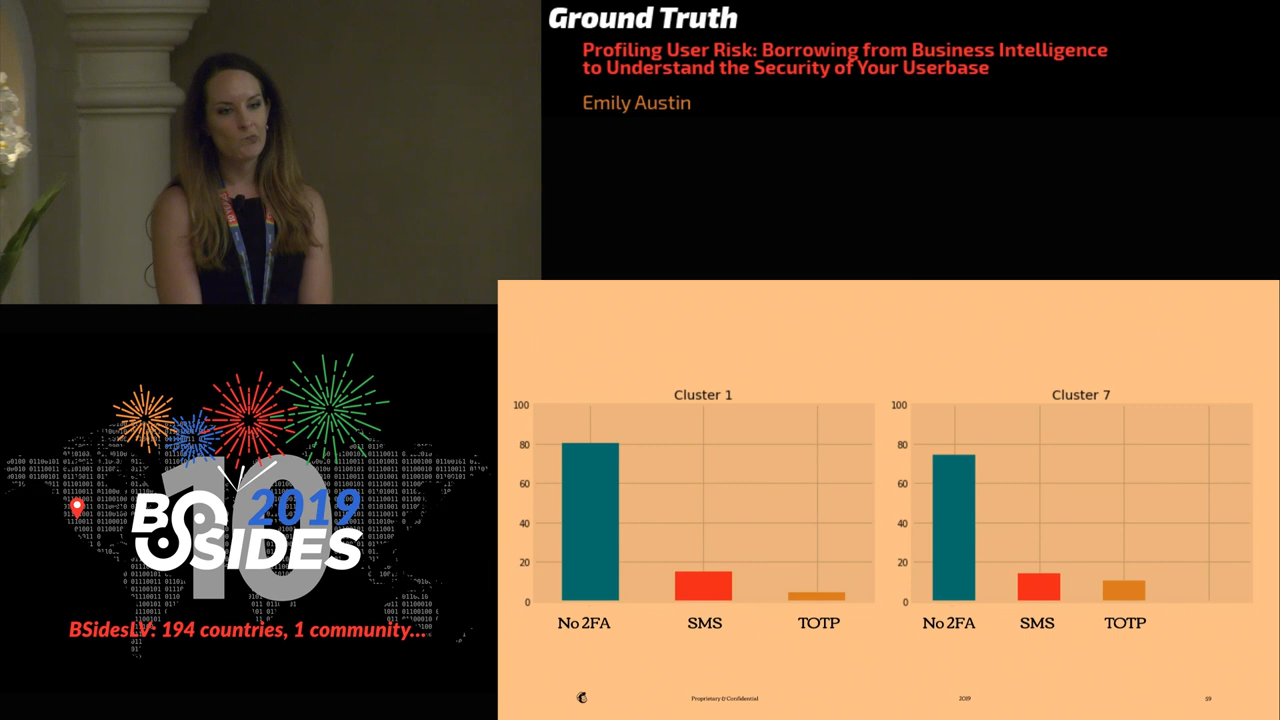 Ground Truth
Profiling User Risk: Borrowing from Business Intelligence
to Understand the Security of Your Userbase
Emily Austin
10
2019
BSIDES
BSidesLV: 194 countries, 1 community...
Cluster 1
100
80
60
40
20
0
No 2FA SMS TOTP
Cluster 7
100
80
60
40
20
0
No 2FA SMS TOTP
Proprietary & Confidential 2019 59